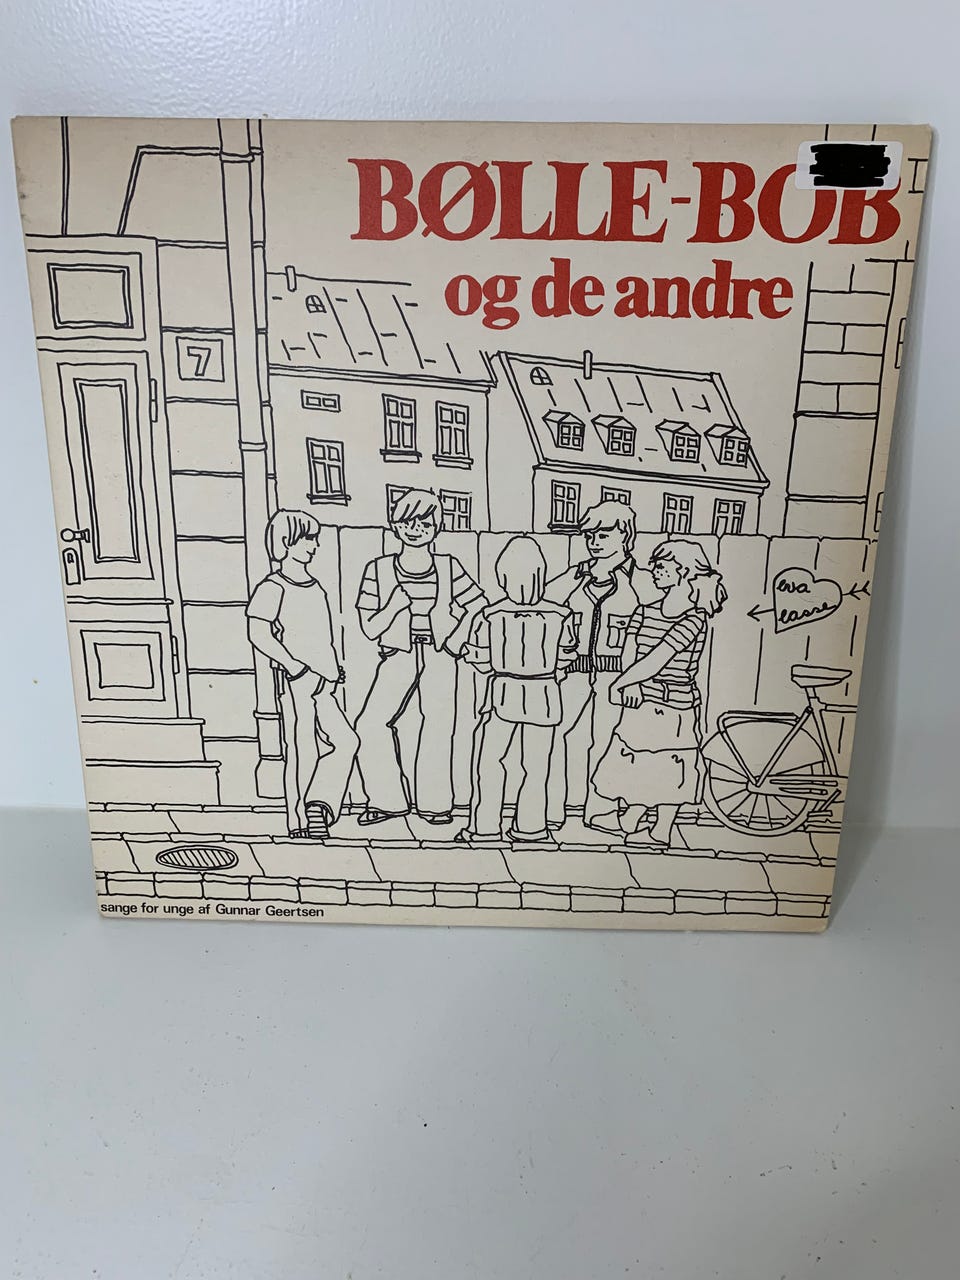 BØLLE-BOB
og de andre
7
eva
lasse
sange for unge af Gunnar Geertsen